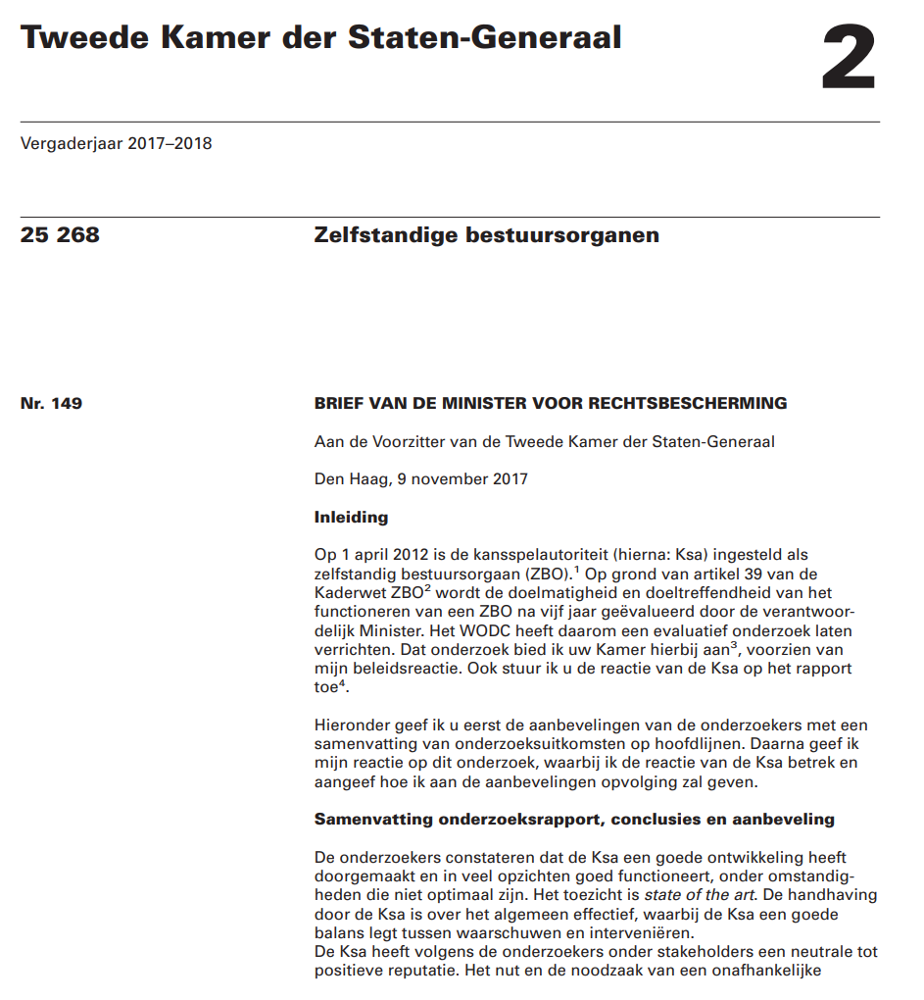 Tweede Kamer der Staten-Generaal
2
Vergaderjaar 2017–2018
25 268
Zelfstandige bestuursorganen
Nr. 149
BRIEF VAN DE MINISTER VOOR RECHTSBESCHERMING
Aan de Voorzitter van de Tweede Kamer der Staten-Generaal
Den Haag, 9 november 2017
Inleiding
Op 1 april 2012 is de kansspelautoriteit (hierna: Ksa) ingesteld als
zelfstandig bestuursorgaan (ZBO).1 Op grond van artikel 39 van de
Kaderwet ZBO2 wordt de doelmatigheid en doeltreffendheid van het
functioneren van een ZBO na vijf jaar geëvalueerd door de verantwoor-
delijk Minister. Het WODC heeft daarom een evaluatief onderzoek laten
verrichten. Dat onderzoek bied ik uw Kamer hierbij aan3, voorzien van
mijn beleidsreactie. Ook stuur ik u de reactie van de Ksa op het rapport
toe4.
Hieronder geef ik u eerst de aanbevelingen van de onderzoekers met een
samenvatting van onderzoeksuitkomsten op hoofdlijnen. Daarna geef ik
mijn reactie op dit onderzoek, waarbij ik de reactie van de Ksa betrek en
aangeef hoe ik aan de aanbevelingen opvolging zal geven.
Samenvatting onderzoeksrapport, conclusies en aanbeveling
De onderzoekers constateren dat de Ksa een goede ontwikkeling heeft
doorgemaakt en in veel opzichten goed functioneert, onder omstandig-
heden die niet optimaal zijn. Het toezicht is state of the art. De handhaving
door de Ksa is over het algemeen effectief, waarbij de Ksa een goede
balans legt tussen waarschuwen en interveniëren.
De Ksa heeft volgens de onderzoekers onder stakeholders een neutrale tot
positieve reputatie. Het nut en de noodzaak van een onafhankelijke